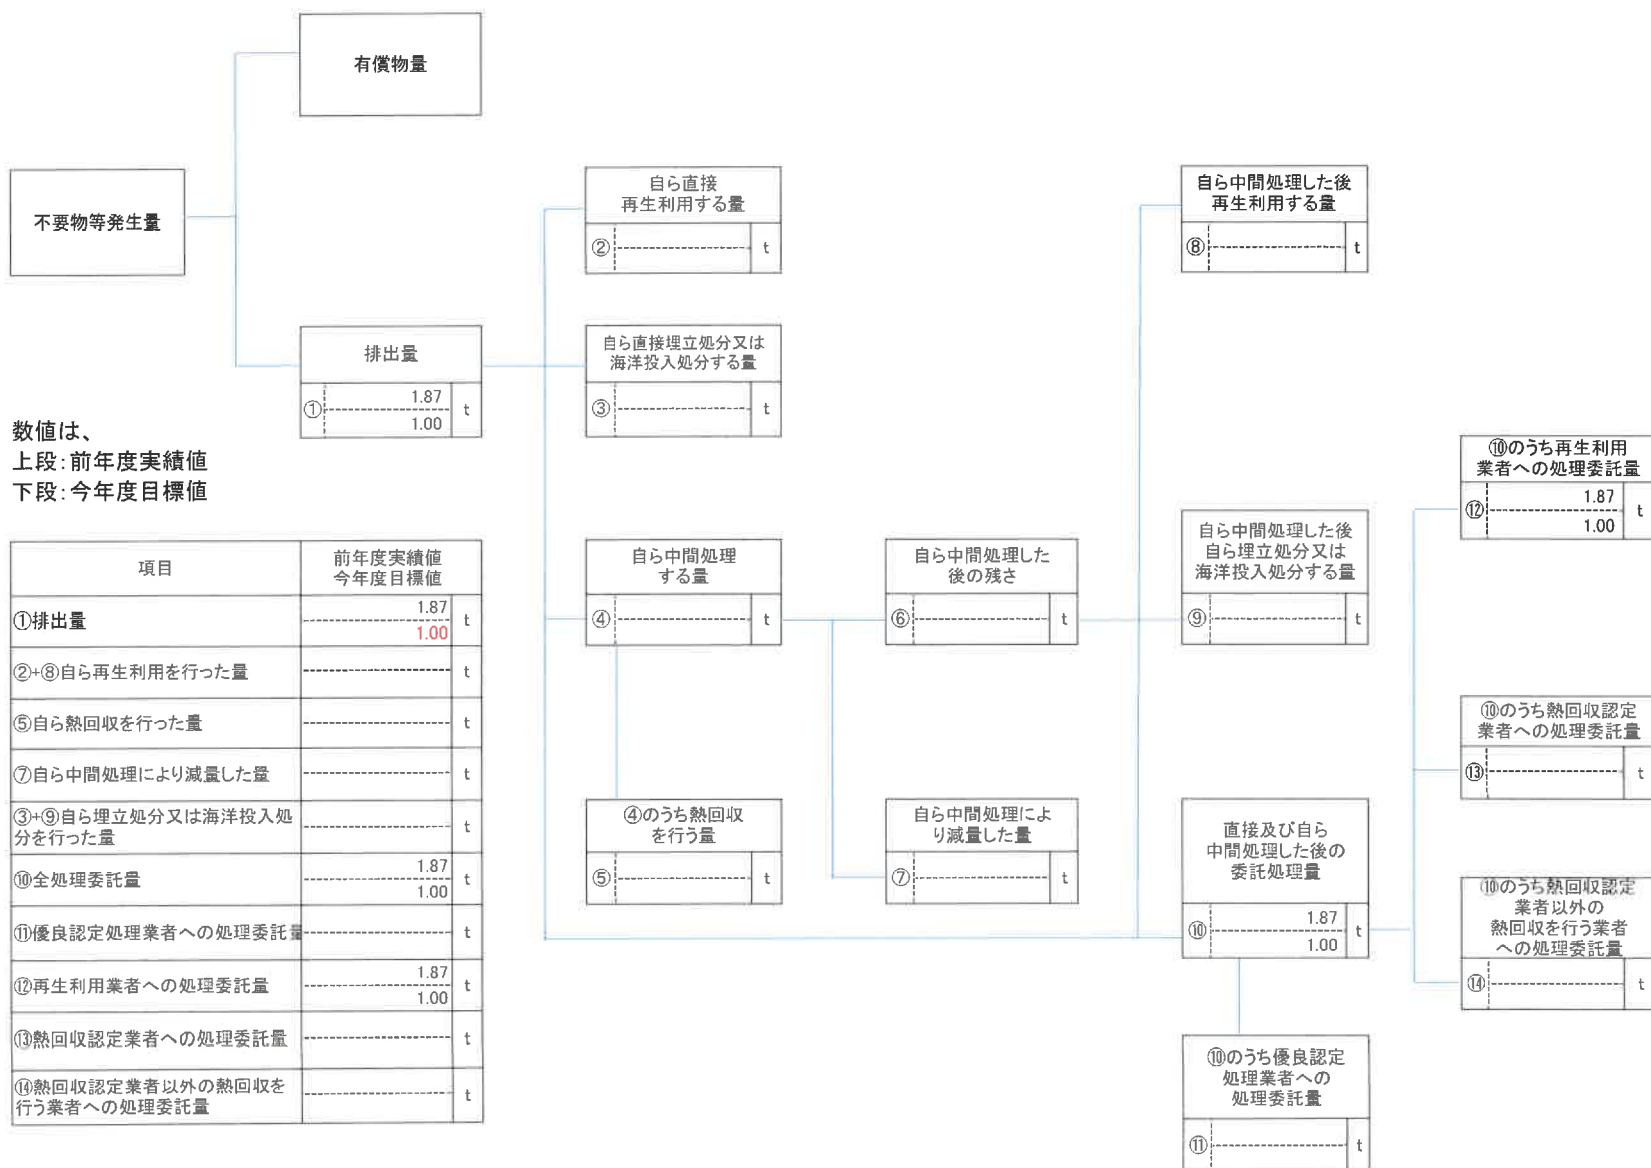 有償物量
不要物等発生量
排出量
①
1.87
1.00
t
数値は、
上段:前年度実績値
下段:今年度目標値
自ら直接
再生利用する量
②
t
自ら直接埋立処分又は
海洋投入処分する量
③
t
自ら中間処理
する量
④
t
④のうち熱回収
を行う量
⑤
t
自ら中間処理した
後の残さ
⑥
t
自ら中間処理によ
り減量した量
⑦
t
自ら中間処理した後
再生利用する量
⑧
t
自ら中間処理した後
自ら埋立処分又は
海洋投入処分する量
⑨
t
直接及び自ら
中間処理した後の
委託処理量
⑩
1.87
1.00
t
⑩のうち優良認定
処理業者への
処理委託量
⑪
t
⑩のうち再生利用
業者への処理委託量
⑫
1.87
1.00
t
⑩のうち熱回収認定
業者への処理委託量
⑬
t
⑩のうち熱回収認定
業者以外の
熱回収を行う業者
への処理委託量
⑭
t
項目
前年度実績値
今年度目標値
①排出量
1.87
1.00
t
②+⑧自ら再生利用を行った量
t
⑤自ら熱回収を行った量
t
⑦自ら中間処理により減量した量
t
③+⑨自ら埋立処分又は海洋投入処
分を行った量
t
⑩全処理委託量
1.87
1.00
t
⑪優良認定処理業者への処理委託量
t
⑫再生利用業者への処理委託量
1.87
1.00
t
⑬熱回収認定業者への処理委託量
t
⑭熱回収認定業者以外の熱回収を
行う業者への処理委託量
t